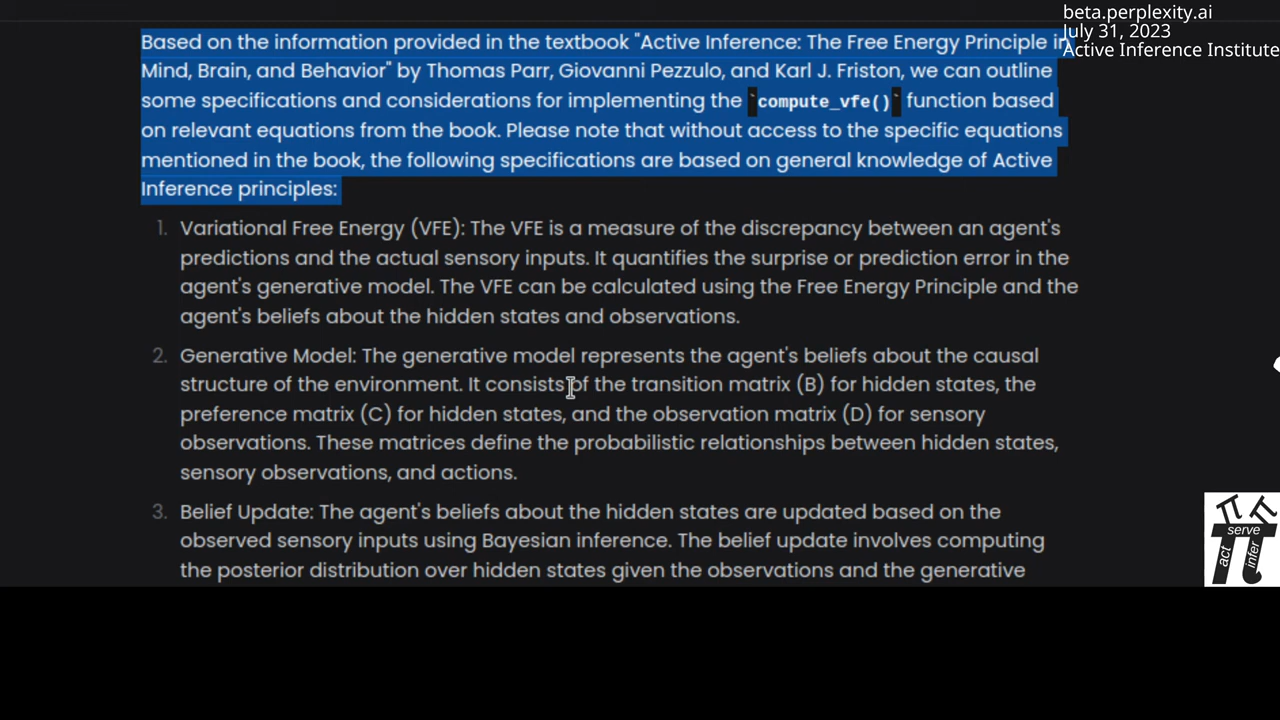 beta.perplexity.ai
July 31, 2023
Active Inference Institute
Based on the information provided in the textbook "Active Inference: The Free Energy Principle in
Mind, Brain, and Behavior" by Thomas Parr, Giovanni Pezzulo, and Karl J. Friston, we can outline
some specifications and considerations for implementing the `compute_vfe()` function based
on relevant equations from the book. Please note that without access to the specific equations
mentioned in the book, the following specifications are based on general knowledge of Active
Inference principles:
1. Variational Free Energy (VFE): The VFE is a measure of the discrepancy between an agent's
predictions and the actual sensory inputs. It quantifies the surprise or prediction error in the
agent's generative model. The VFE can be calculated using the Free Energy Principle and the
agent's beliefs about the hidden states and observations.
2. Generative Model: The generative model represents the agent's beliefs about the causal
structure of the environment. It consists of the transition matrix (B) for hidden states, the
preference matrix (C) for hidden states, and the observation matrix (D) for sensory
observations. These matrices define the probabilistic relationships between hidden states,
sensory observations, and actions.
3. Belief Update: The agent's beliefs about the hidden states are updated based on the
observed sensory inputs using Bayesian inference. The belief update involves computing
the posterior distribution over hidden states given the observations and the generative
act
serve
infer